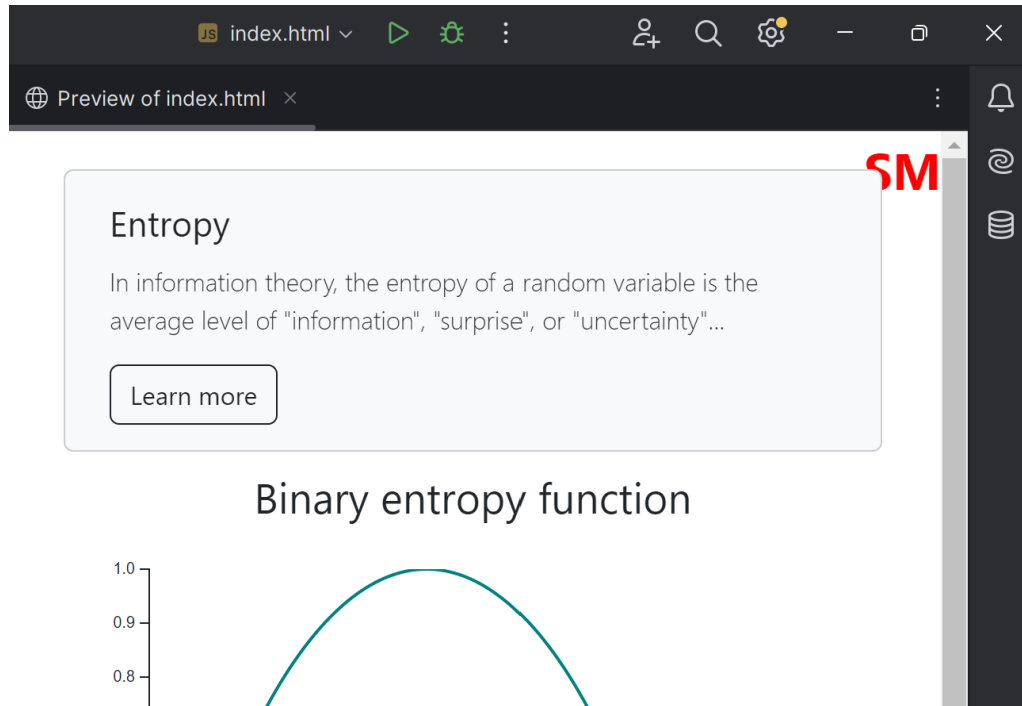 JS index.html
Preview of index.html
SM
Entropy
In information theory, the entropy of a random variable is the
average level of "information", "surprise", or "uncertainty"...
Learn more
Binary entropy function
1.0
0.9
0.8